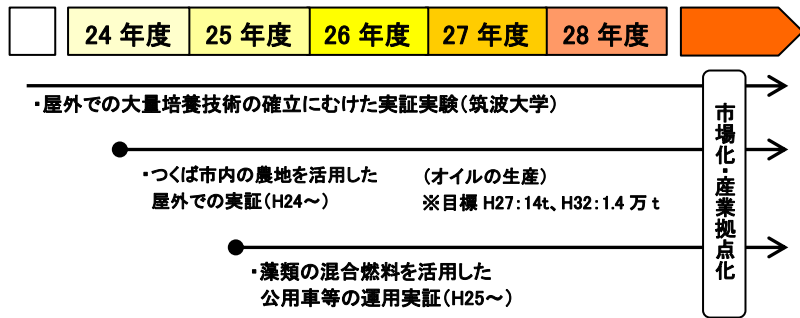 24 年度 25 年度 26 年度 27 年度 28 年度
・屋外での大量培養技術の確立にむけた実証実験(筑波大学)
・つくば市内の農地を活用した
屋外での実証(H24～)
(オイルの生産)
※目標 H27：14t、H32：1.4 万 t
・藻類の混合燃料を活用した
公用車等の運用実証(H25～)
市場化・産業拠点化